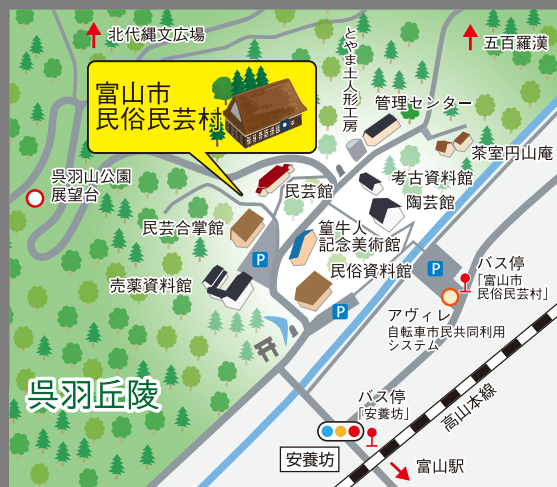 北代縄文広場
五百羅漢
とやま土人形工房
富山市
民俗民芸村
管理センター
茶室円山庵
考古資料館
陶芸館
民芸館
呉羽山公園
展望台
民芸合掌館
篁牛人
記念美術館
民俗資料館
売薬資料館
P
P
P
バス停
「富山市
民俗民芸村」
アヴィレ
自転車市民共同利用
システム
呉羽丘陵
高山本線
バス停
「安養坊」
安養坊
富山駅